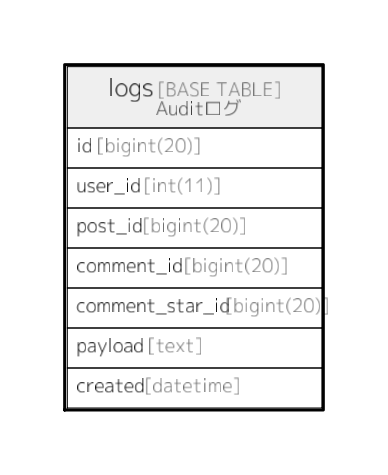 logs [BASE TABLE]
Auditログ
id [bigint(20)]
user_id [int(11)]
post_id [bigint(20)]
comment_id [bigint(20)]
comment_star_id [bigint(20)]
payload [text]
created [datetime]